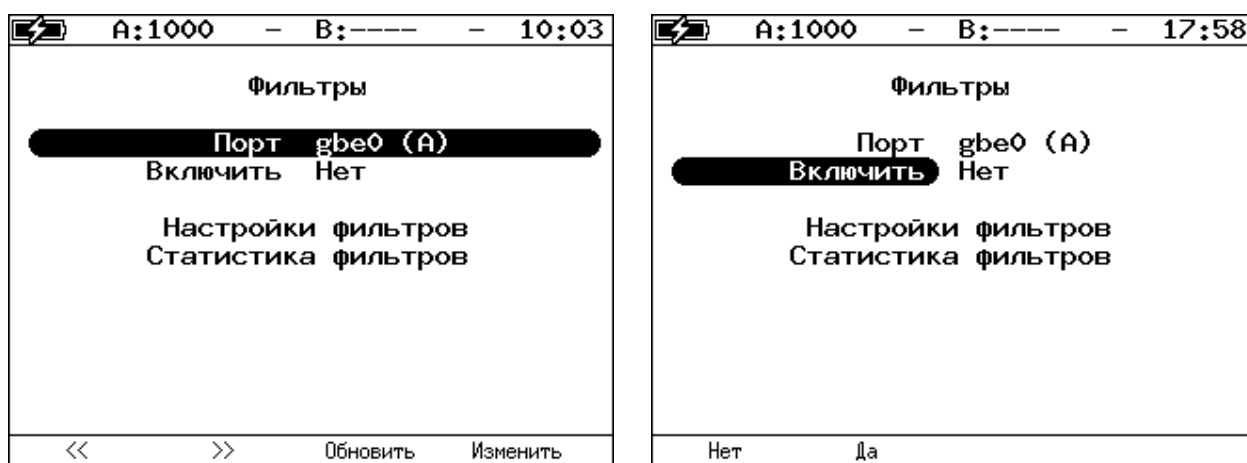 A:1000 – B:---- – 10:03
Фильтры
Порт gbe0 (A)
Включить Нет
Настройки фильтров
Статистика фильтров
<< >> Обновить Изменить
A:1000 – B:---- – 17:58
Фильтры
Порт gbe0 (A)
Включить Нет
Настройки фильтров
Статистика фильтров
Нет Да